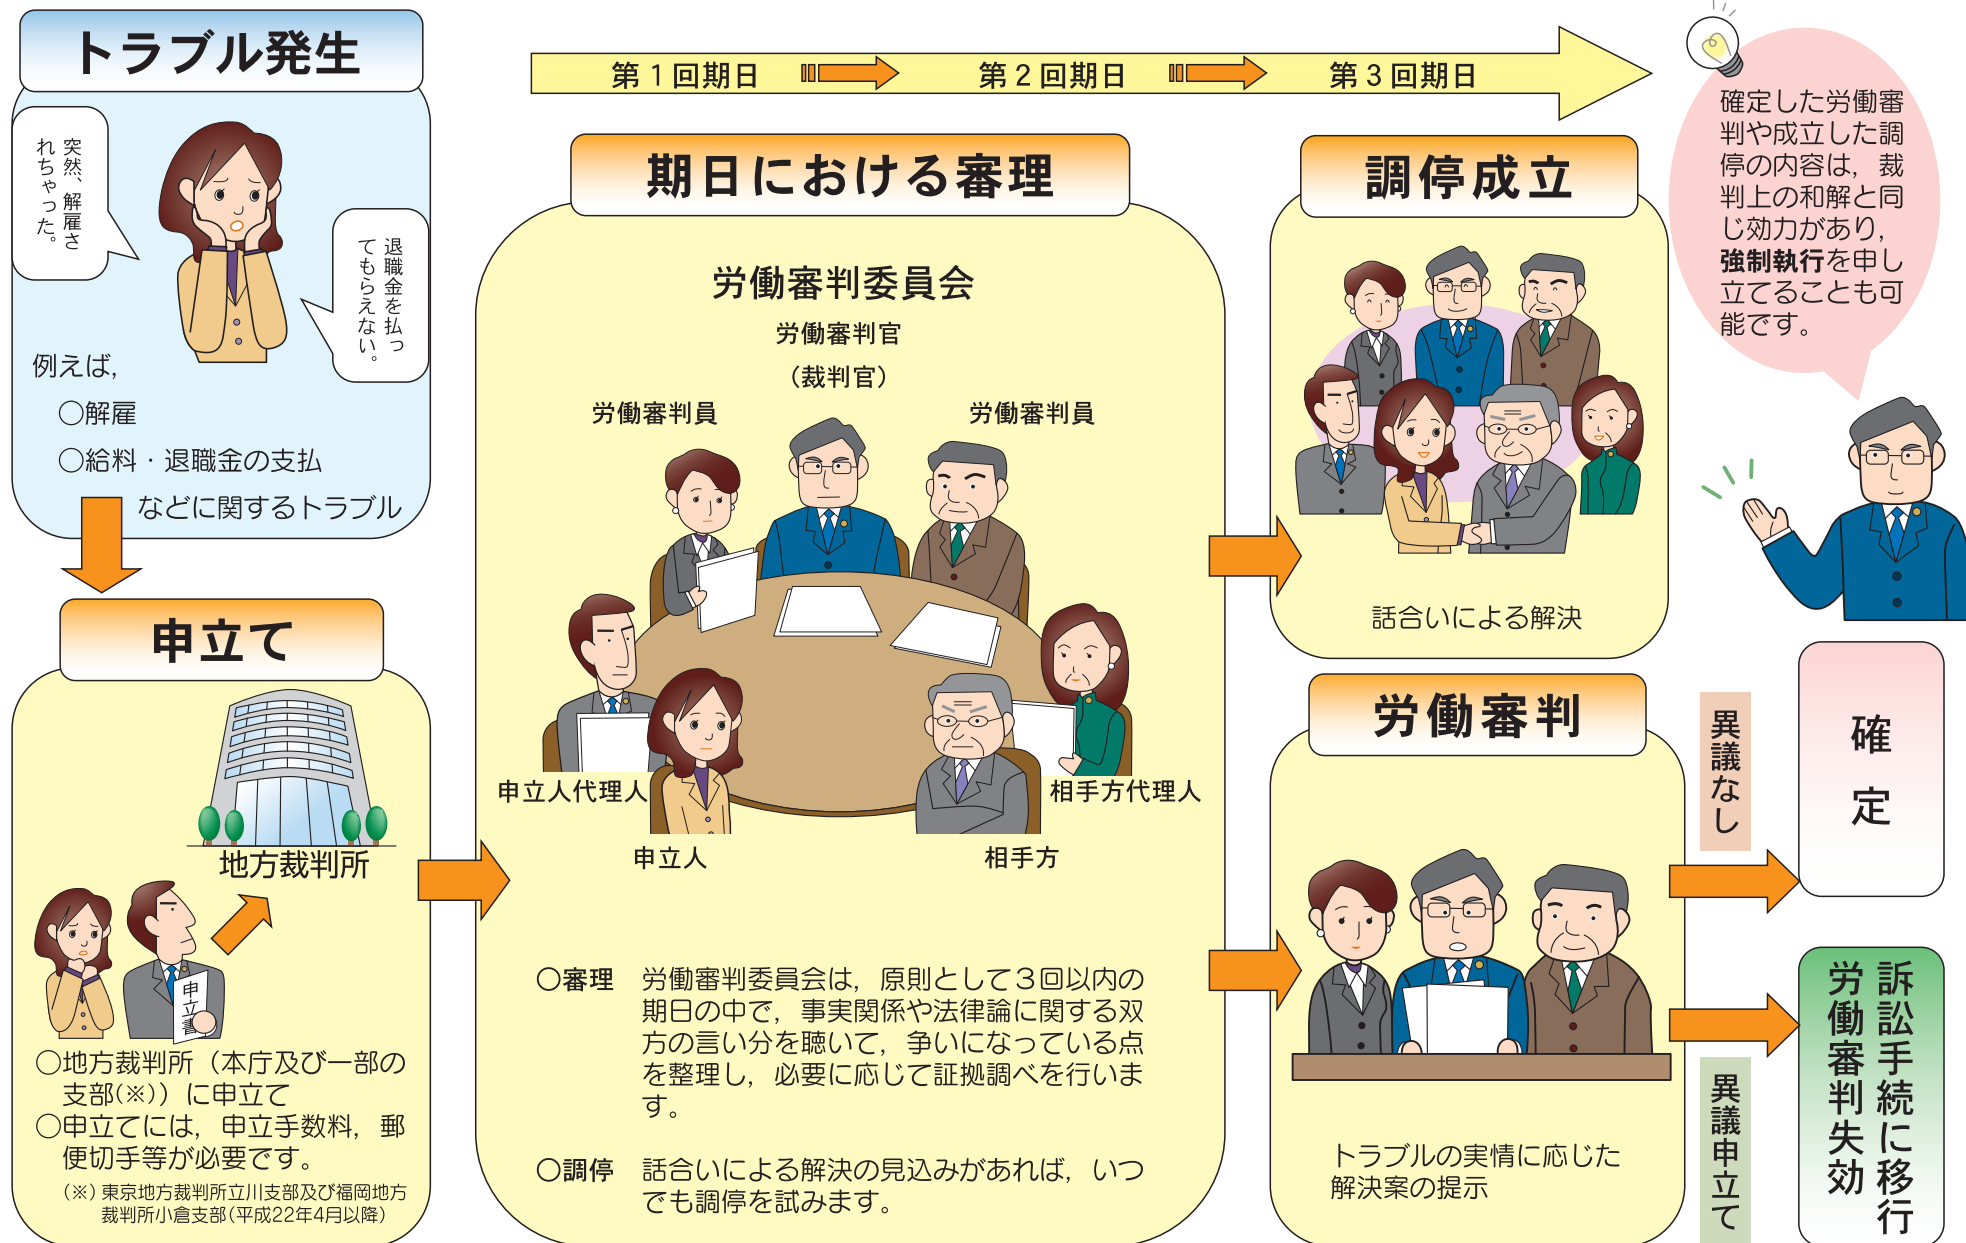 トラブル発生
突然、解雇さ
れちゃった。
退職金を払っ
てもらえない。
例えば，
○解雇
○給料・退職金の支払
などに関するトラブル
申立て
地方裁判所
申立書
○地方裁判所（本庁及び一部の
支部(※)）に申立て
○申立てには，申立手数料，郵
便切手等が必要です。
（※）東京地方裁判所立川支部及び福岡地方
裁判所小倉支部（平成22年4月以降）
第１回期日
第２回期日
第３回期日
期日における審理
労働審判委員会
労働審判官
（裁判官）
労働審判員
労働審判員
申立人代理人
相手方代理人
申立人
相手方
○審理　労働審判委員会は，原則として３回以内の
期日の中で，事実関係や法律論に関する双
方の言い分を聴いて，争いになっている点
を整理し，必要に応じて証拠調べを行いま
す。
○調停　話合いによる解決の見込みがあれば，いつ
でも調停を試みます。
調停成立
話合いによる解決
労働審判
トラブルの実情に応じた
解決案の提示
確定した労働審
判や成立した調
停の内容は，裁
判上の和解と同
じ効力があり，
強制執行を申し
立てることも可
能です。
異議なし
確定
異議申立て
訴訟手続に移行
労働審判失効